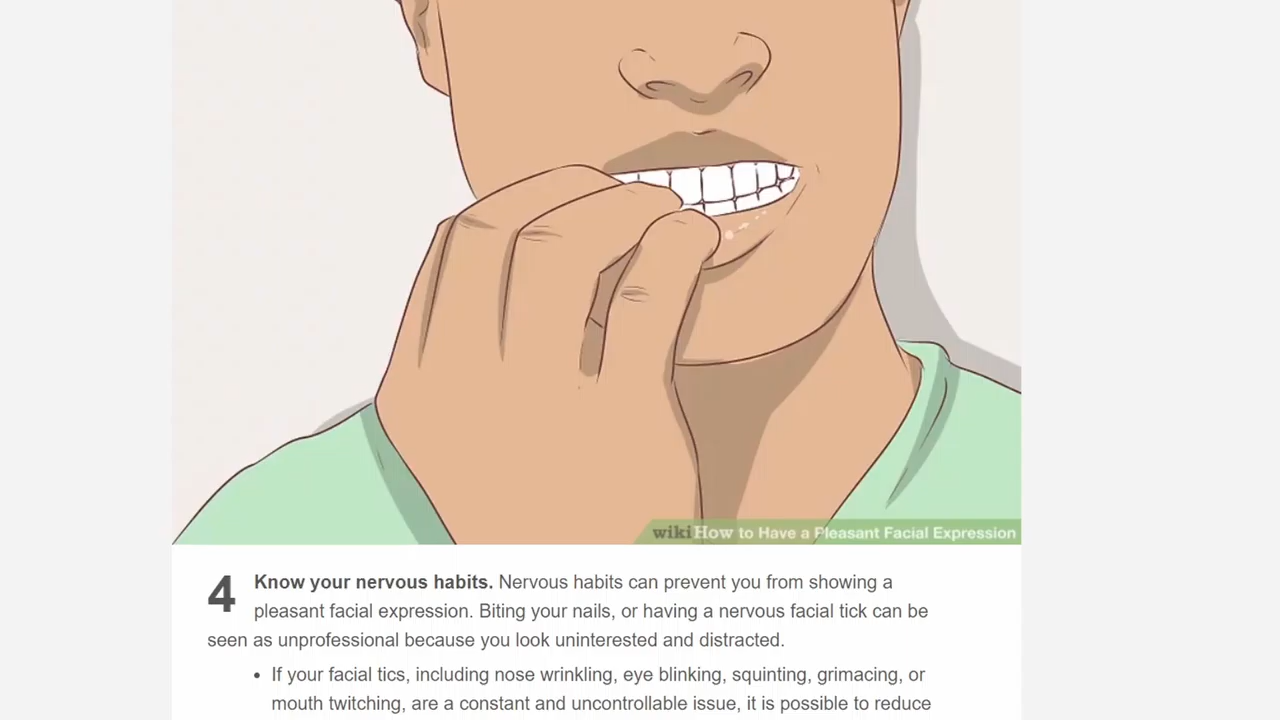 wikiHow to Have a Pleasant Facial Expression
4 Know your nervous habits. Nervous habits can prevent you from showing a
pleasant facial expression. Biting your nails, or having a nervous facial tick can be
seen as unprofessional because you look uninterested and distracted.
• If your facial tics, including nose wrinkling, eye blinking, squinting, grimacing, or
mouth twitching, are a constant and uncontrollable issue, it is possible to reduce